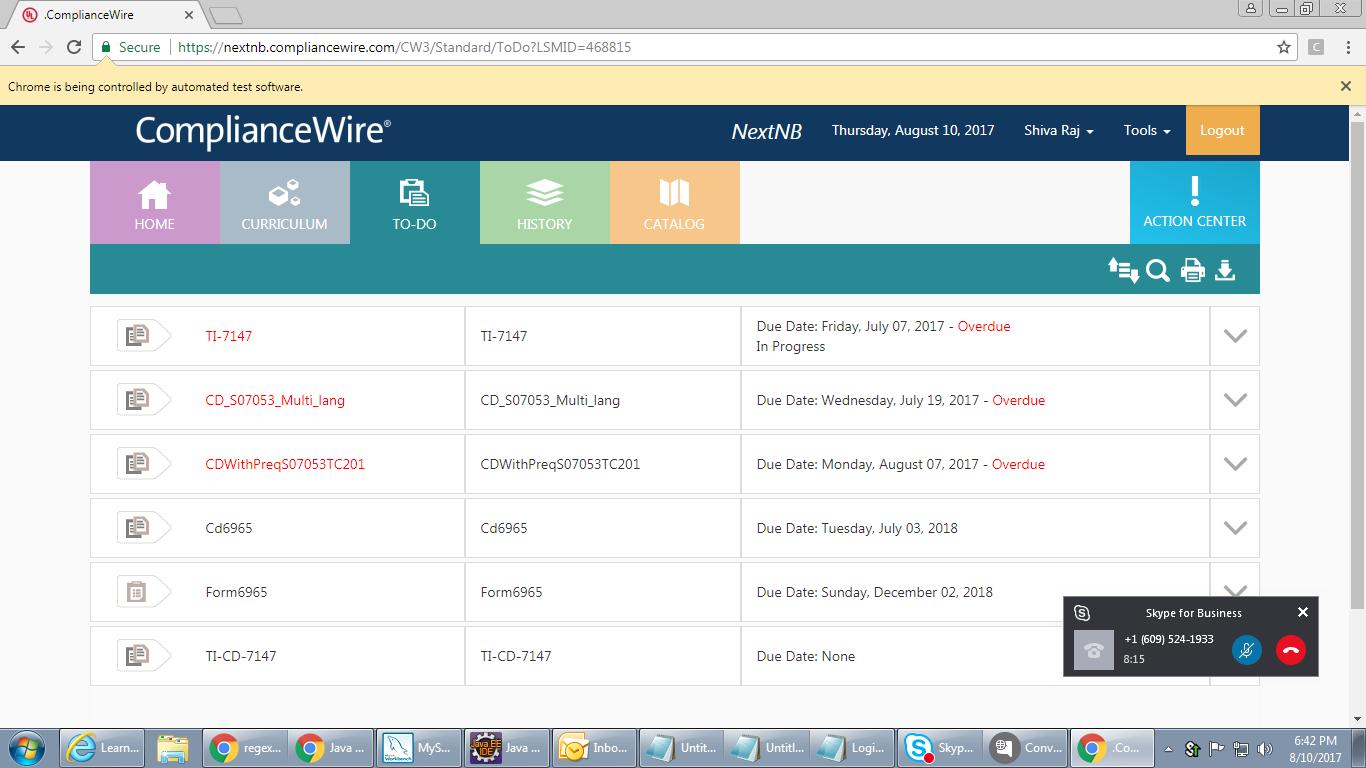 .ComplianceWire
Secure
https://nextnb.compliancewire.com/CW3/Standard/ToDo?LSMID=468815
C
Chrome is being controlled by automated test software.
ComplianceWire®
NextNB
Thursday, August 10, 2017
Shiva Raj
Tools
Logout
HOME
CURRICULUM
TO-DO
HISTORY
CATALOG
ACTION CENTER
TI-7147
TI-7147
Due Date: Friday, July 07, 2017 - Overdue
In Progress
CD_S07053_Multi_lang
CD_S07053_Multi_lang
Due Date: Wednesday, July 19, 2017 - Overdue
CDWithPreqS07053TC201
CDWithPreqS07053TC201
Due Date: Monday, August 07, 2017 - Overdue
Cd6965
Cd6965
Due Date: Tuesday, July 03, 2018
Form6965
Form6965
Due Date: Sunday, December 02, 2018
TI-CD-7147
TI-CD-7147
Due Date: None
Skype for Business
+1 (609) 524-1933
8:15
Learn...
regex...
Java ...
MyS...
Java ...
Inbo...
Untit...
Untitl...
Logi...
Skyp...
Conv...
.Co...
6:42 PM
8/10/2017